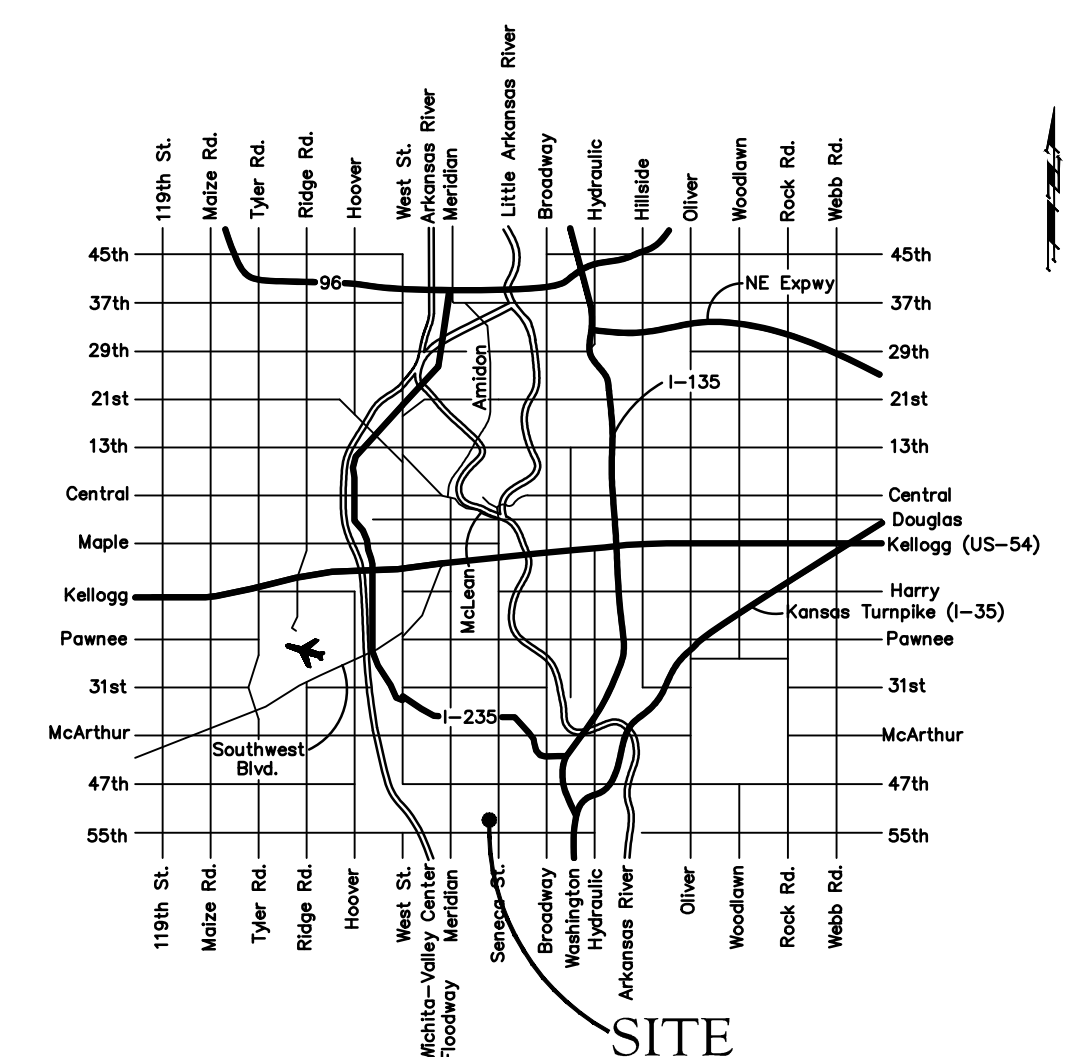 119th St.
Maize Rd.
Tyler Rd.
Ridge Rd.
Hoover
West St.
Arkansas River
Meridian
Little Arkansas River
Broadway
Hydraulic
Hillside
Oliver
Woodlawn
Rock Rd.
Webb Rd.
45th
45th
96
NE Expwy
37th
37th
29th
29th
Amidon
I-135
21st
21st
13th
13th
Central
Central
Douglas
Maple
Kellogg (US-54)
McLean
Kellogg
Harry
Kansas Turnpike (I-35)
Pawnee
Pawnee
31st
31st
I-235
McArthur
McArthur
Southwest
Blvd.
47th
47th
55th
55th
119th St.
Maize Rd.
Tyler Rd.
Ridge Rd.
Hoover
West St.
Wichita-Valley Center
Floodway
Meridian
Seneca St.
Broadway
Washington
Hydraulic
Arkansas River
Oliver
Woodlawn
Rock Rd.
Webb Rd.
SITE